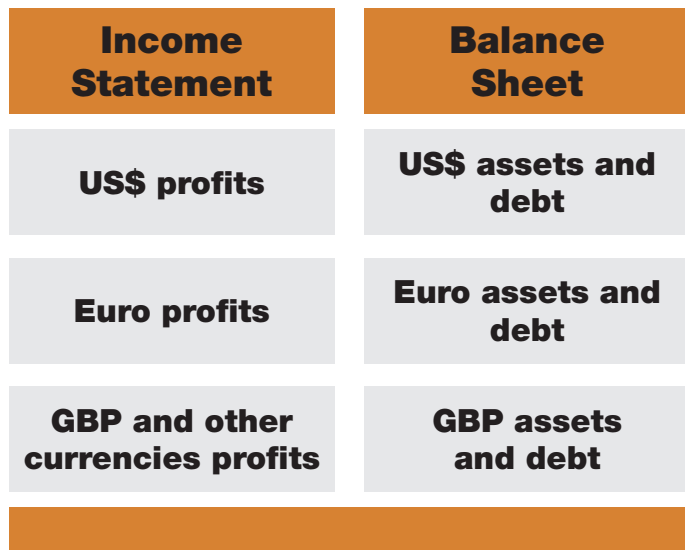 Income
Statement
Balance
Sheet
US$ profits
US$ assets and
debt
Euro profits
Euro assets and
debt
GBP and other
currencies profits
GBP assets
and debt